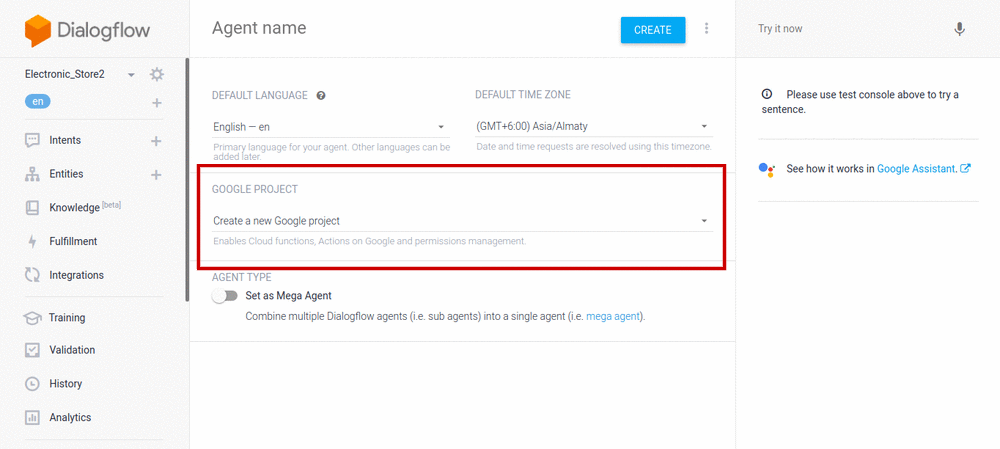 Dialogflow
Electronic_Store2
en
Intents
Entities
Knowledge [beta]
Fulfillment
Integrations
Training
Validation
History
Analytics
Agent name
CREATE
DEFAULT LANGUAGE
English — en
Primary language for your agent. Other languages can be
added later.
DEFAULT TIME ZONE
(GMT+6:00) Asia/Almaty
Date and time requests are resolved using this timezone.
GOOGLE PROJECT
Create a new Google project
Enables Cloud functions, Actions on Google and permissions management.
AGENT TYPE
Set as Mega Agent
Combine multiple Dialogflow agents (i.e. sub agents) into a single agent (i.e. mega agent).
Try it now
Please use test console above to try a
sentence.
See how it works in Google Assistant.